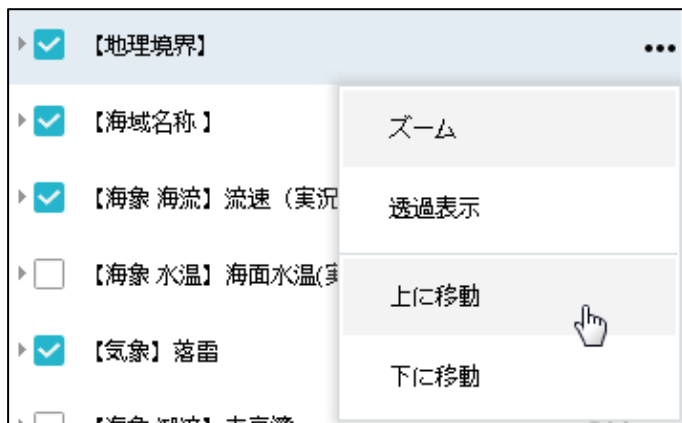 【地理境界】
【海域名称】
【海象 海流】流速（実況
【海象 水温】海面水温(実
【気象】落雷
ズーム
透過表示
上に移動
下に移動